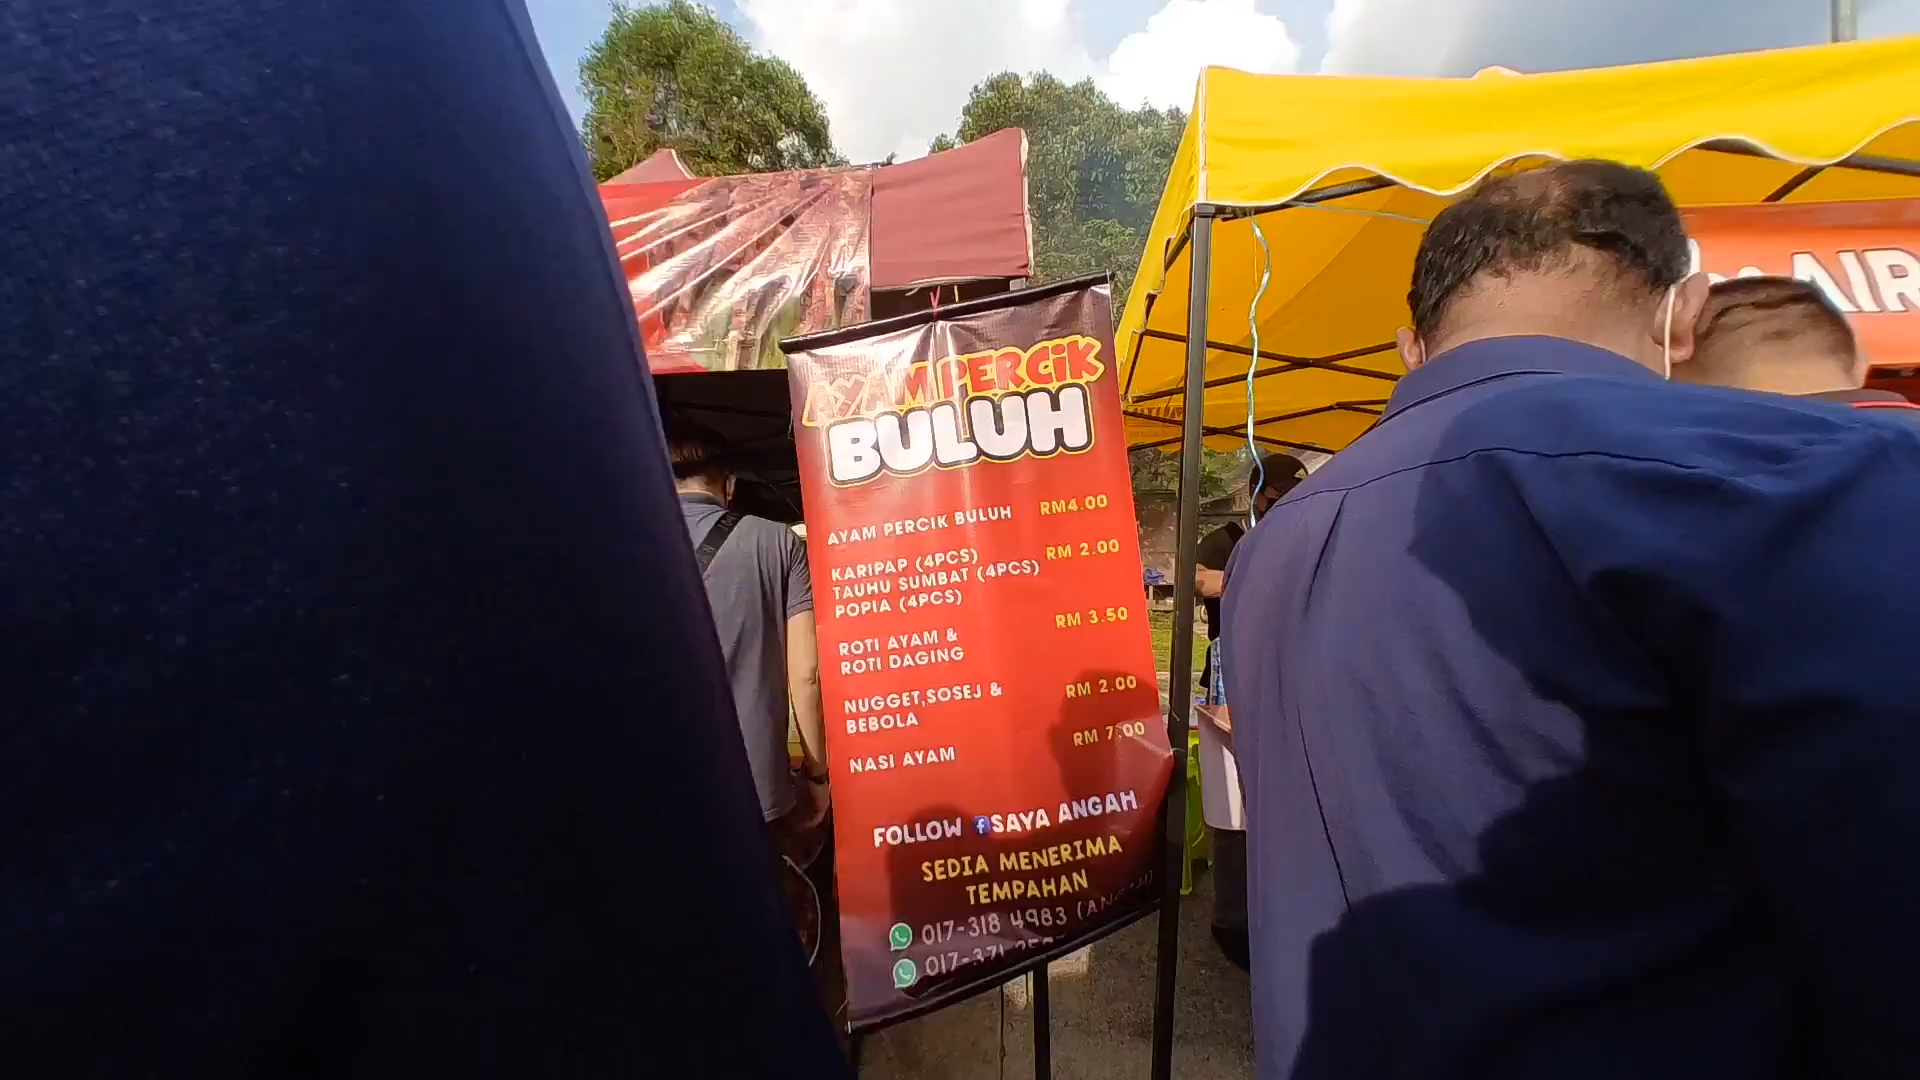 AYAM PERCIK
BULUH
AYAM PERCIK BULUH RM4.00
KARIPAP (4PCS) RM 2.00
TAUHU SUMBAT (4PCS)
POPIA (4PCS)
ROTI AYAM & RM 3.50
ROTI DAGING
NUGGET,SOSEJ & RM 2.00
BEBOLA
NASI AYAM RM 7.00
FOLLOW SAYA ANGAH
SEDIA MENERIMA
TEMPAHAN
017-318 4983
017-371
AIR